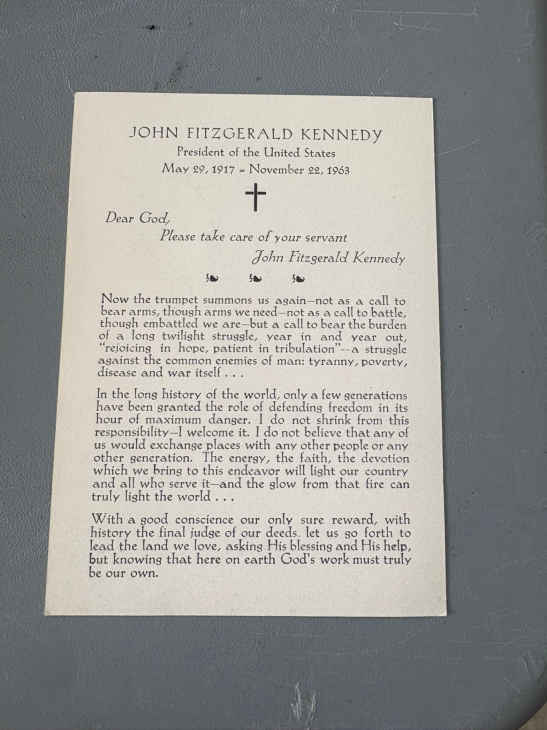 JOHN FITZGERALD KENNEDY
President of the United States
May 29, 1917 - November 22, 1963
Dear God,
Please take care of your servant
John Fitzgerald Kennedy
Now the trumpet summons us again—not as a call to
bear arms, though arms we need—not as a call to battle,
though embattled we are—but a call to bear the burden
of a long twilight struggle, year in and year out,
"rejoicing in hope, patient in tribulation"—a struggle
against the common enemies of man: tyranny, poverty,
disease and war itself . . .
In the long history of the world, only a few generations
have been granted the role of defending freedom in its
hour of maximum danger. I do not shrink from this
responsibility—I welcome it. I do not believe that any of
us would exchange places with any other people or any
other generation. The energy, the faith, the devotion
which we bring to this endeavor will light our country
and all who serve it—and the glow from that fire can
truly light the world . . .
With a good conscience our only sure reward, with
history the final judge of our deeds. let us go forth to
lead the land we love, asking His blessing and His help,
but knowing that here on earth God's work must truly
be our own.